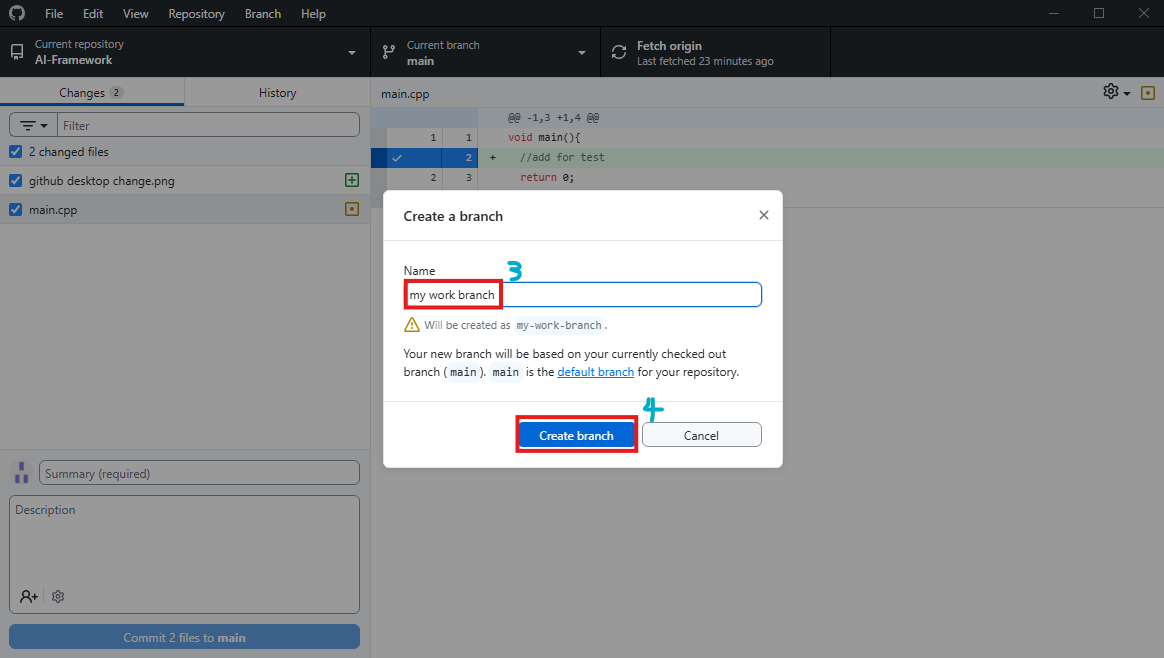 File Edit View Repository Branch Help
Current repository
AI-Framework
Current branch
main
Fetch origin
Last fetched 23 minutes ago
Changes 2
History
main.cpp
Filter
2 changed files
github desktop change.png
main.cpp
@@ -1,3 +1,4 @@
1 1 void main(){
2 + //add for test
2 3 return 0;
Create a branch
Name
3
my work branch
Will be created as my-work-branch.
Your new branch will be based on your currently checked out
branch (main). main is the default branch for your repository.
4
Create branch
Cancel
Summary (required)
Description
Commit 2 files to main